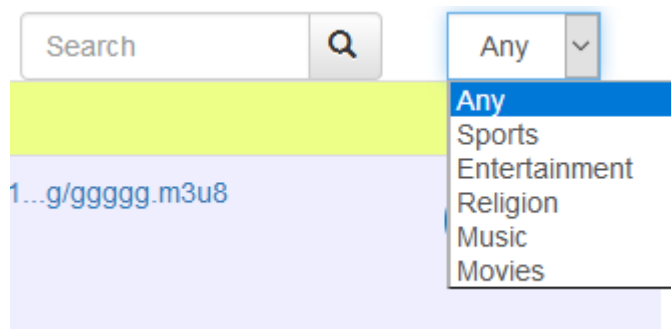 Search
Any
Any
Sports
Entertainment
1...g/ggggg.m3u8
Religion
Music
Movies